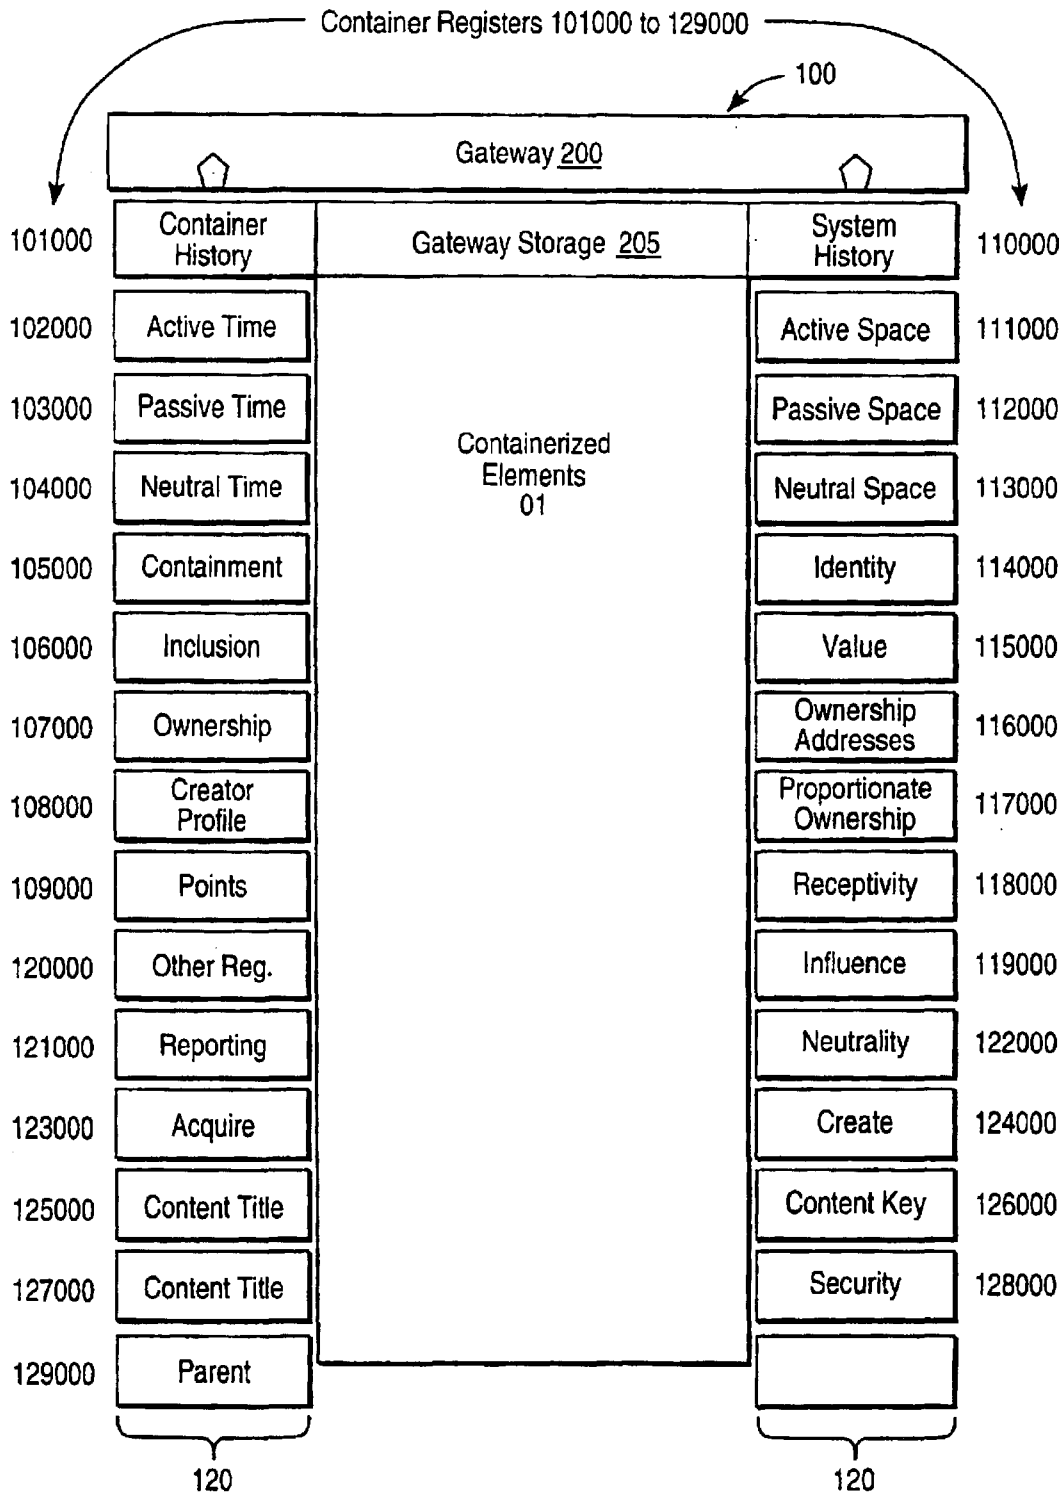 Container Registers 101000 to 129000
100
Gateway 200
101000
Container
History
Gateway Storage 205
System
History
110000
102000
Active Time
Active Space
111000
103000
Passive Time
Passive Space
112000
Containerized
Elements
01
104000
Neutral Time
Neutral Space
113000
105000
Containment
Identity
114000
106000
Inclusion
Value
115000
107000
Ownership
Ownership
Addresses
116000
108000
Creator
Profile
Proportionate
Ownership
117000
109000
Points
Receptivity
118000
120000
Other Reg.
Influence
119000
121000
Reporting
Neutrality
122000
123000
Acquire
Create
124000
125000
Content Title
Content Key
126000
127000
Content Title
Security
128000
129000
Parent
120
120